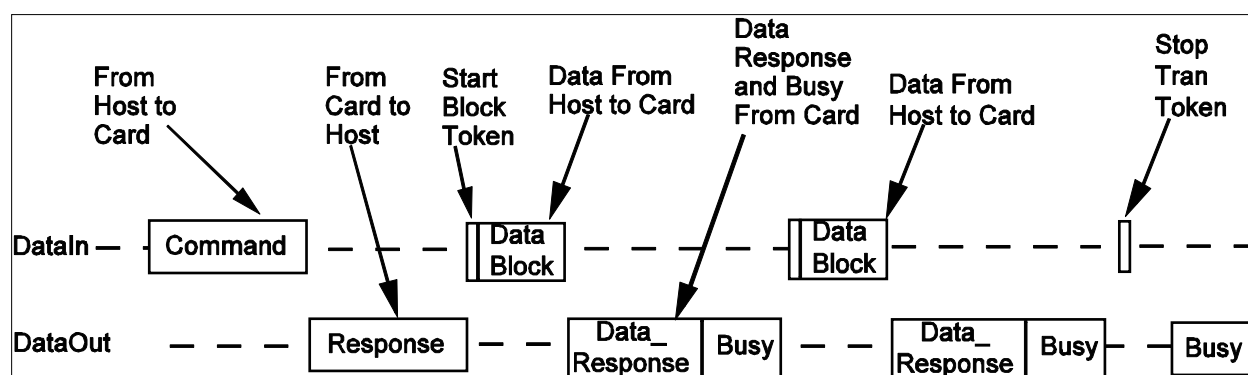 From
Host to
Card
From
Card to
Host
Start
Block
Token
Data From
Host to Card
Data
Response
and Busy
From Card
Data From
Host to Card
Stop
Tran
Token
DataIn
Command
Data
Block
Data
Block
DataOut
Response
Data_
Response
Busy
Data_
Response
Busy
Busy